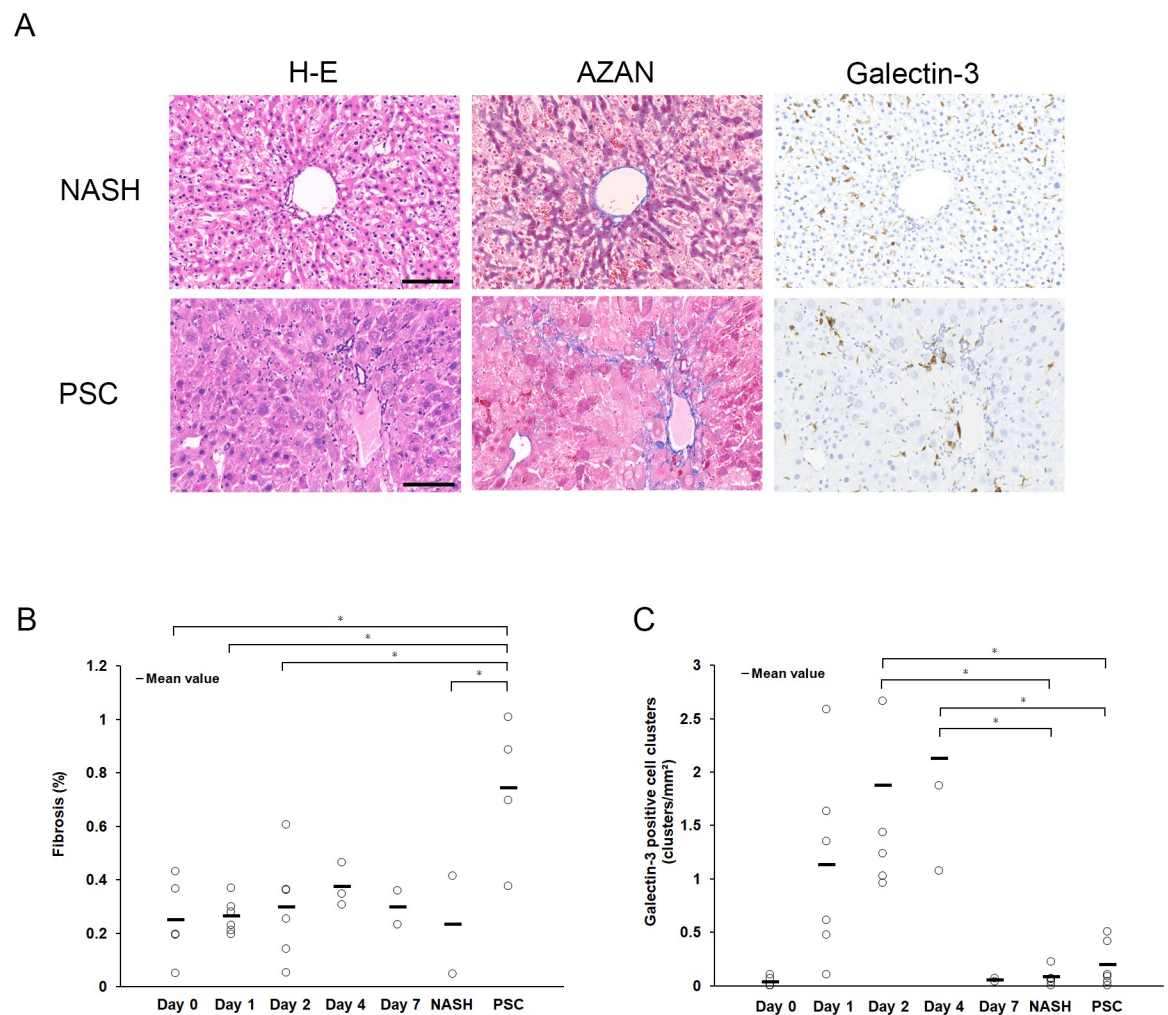 A
H-E AZAN Galectin-3
NASH
PSC
B
* 
*
*
*
Fibrosis (%)
Mean value
1.2
1
0.8
0.6
0.4
0.2
0
Day 0 Day 1 Day 2 Day 4 Day 7 NASH PSC
C
*
*
*
*
Galectin-3 positive cell clusters
(clusters/mm²)
Mean value
3
2.5
2
1.5
1
0.5
0
Day 0 Day 1 Day 2 Day 4 Day 7 NASH PSC